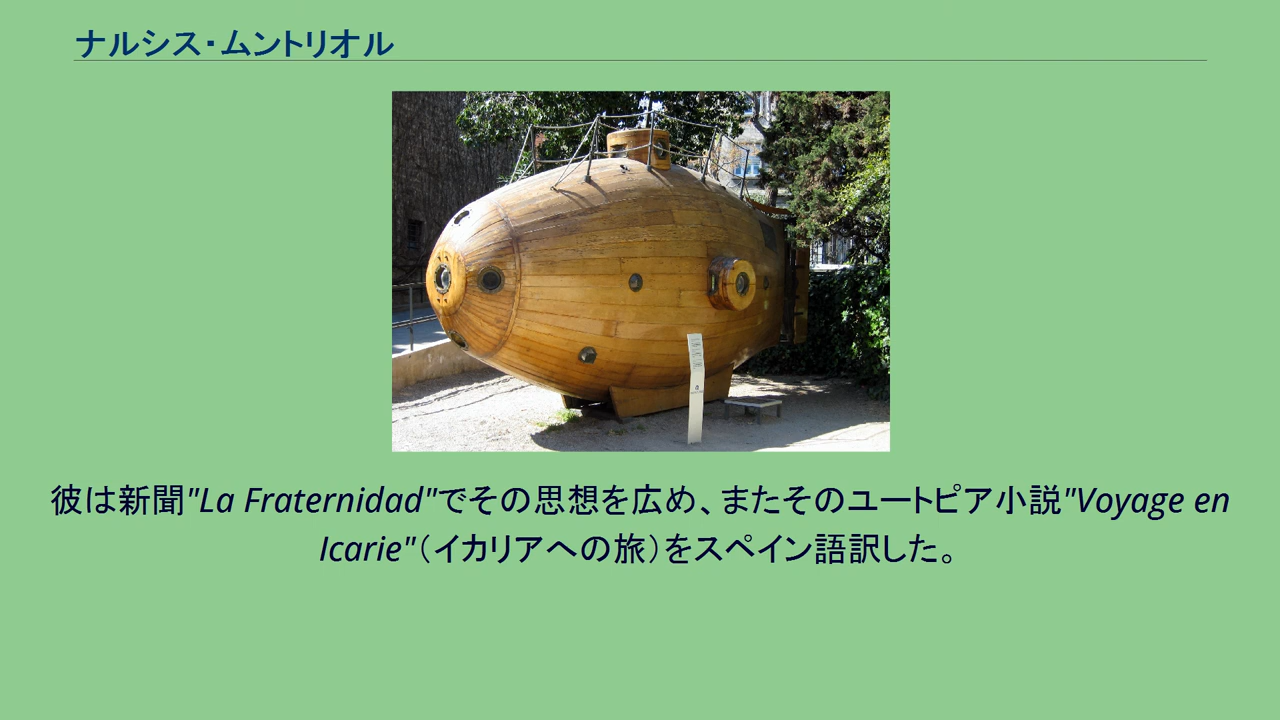 ナルシス・ムントリオル
彼は新聞"La Fraternidad"でその思想を広め、またそのユートピア小説"Voyage en
Icarie"（イカリアへの旅）をスペイン語訳した。